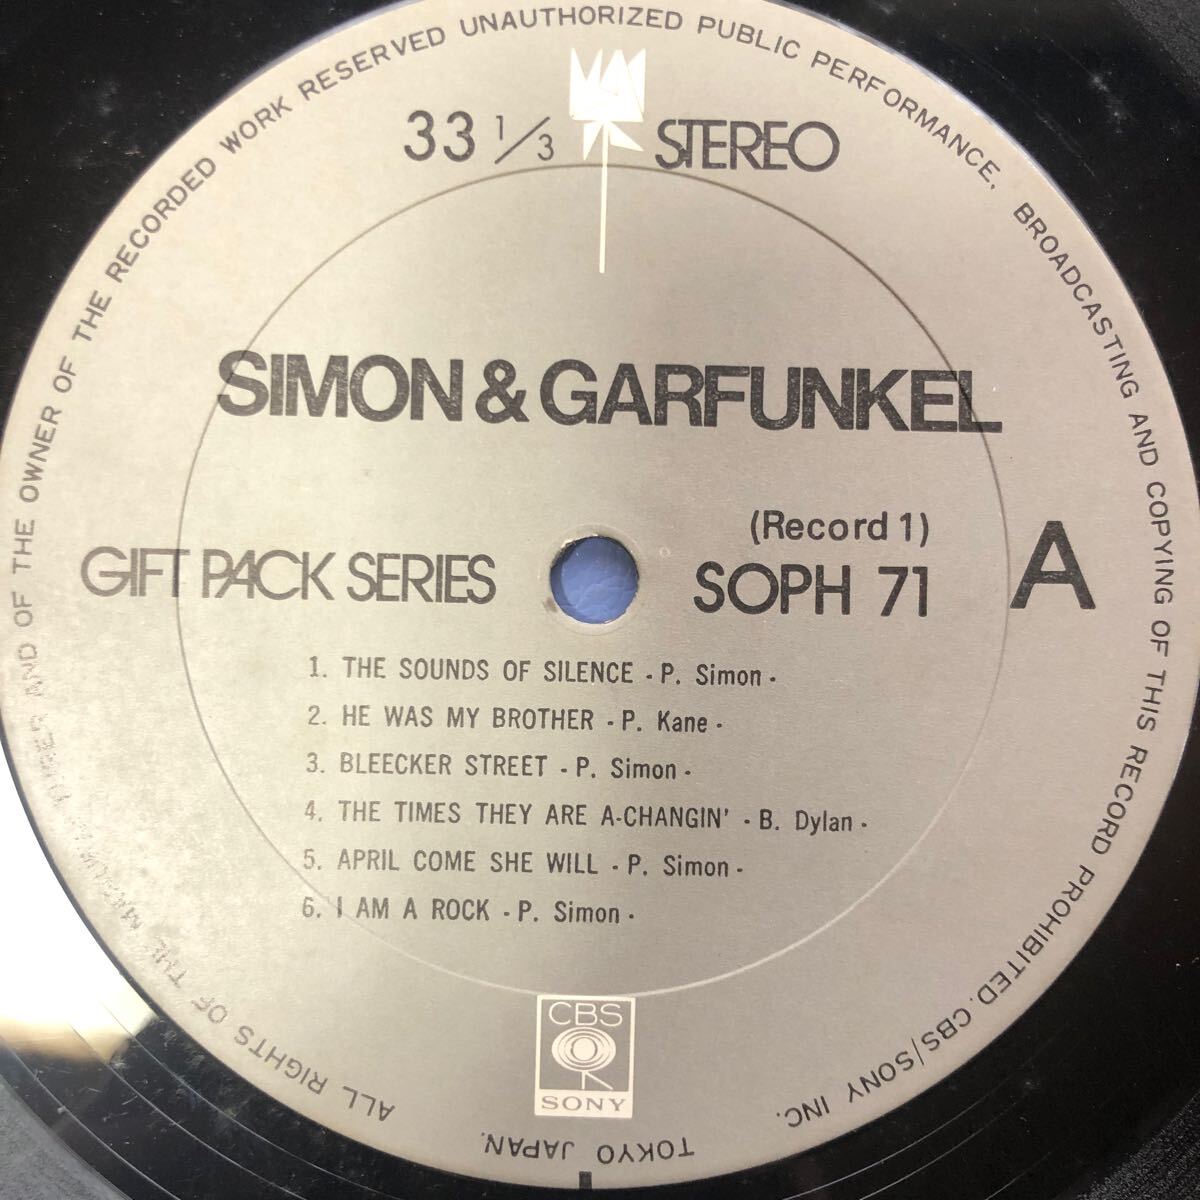 33 1/3 STEREO
SIMON & GARFUNKEL
(Record 1)
GIFT PACK SERIES SOPH 71 A
1. THE SOUNDS OF SILENCE - P. Simon -
2. HE WAS MY BROTHER - P. Kane -
3. BLEECKER STREET - P. Simon -
4. THE TIMES THEY ARE A-CHANGIN' - B. Dylan -
5. APRIL COME SHE WILL - P. Simon -
6. I AM A ROCK - P. Simon -
CBS
SONY
ALL RIGHTS OF THE AND OF THE OWNER OF THE RECORDED WORK RESERVED UNAUTHORIZED PUBLIC PERFORMANCE. BROADCASTING AND COPYING OF THIS RECORD PROHIBITED. CBS/SONY INC.
TOKYO JAPAN.